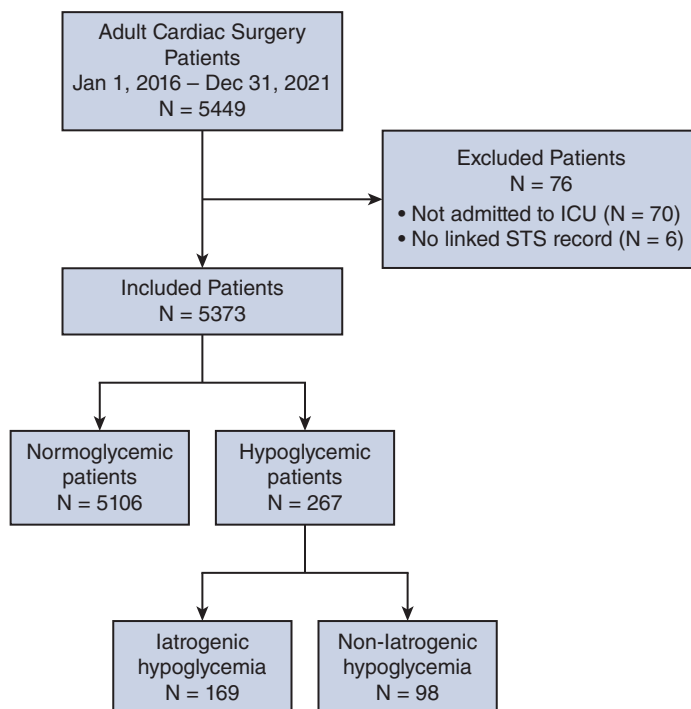 Adult Cardiac Surgery
Patients
Jan 1, 2016 – Dec 31, 2021
N = 5449
Excluded Patients
N = 76
• Not admitted to ICU (N = 70)
• No linked STS record (N = 6)
Included Patients
N = 5373
Normoglycemic
patients
N = 5106
Hypoglycemic
patients
N = 267
Iatrogenic
hypoglycemia
N = 169
Non-Iatrogenic
hypoglycemia
N = 98